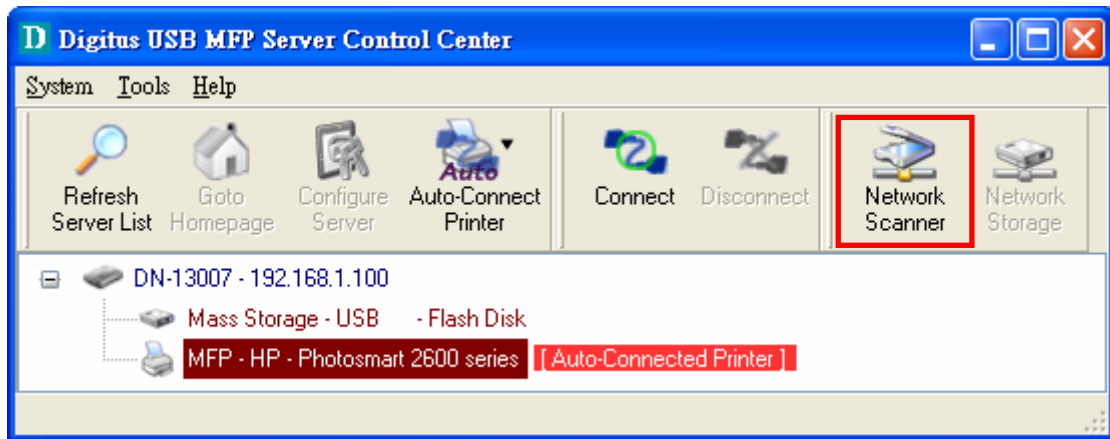 D Digitus USB MFP Server Control Center
System Tools Help
Refresh Server List
Goto Homepage
Configure Server
Auto
Auto-Connect Printer
Connect
Disconnect
Network Scanner
Network Storage
DN-13007 - 192.168.1.100
Mass Storage - USB - Flash Disk
MFP - HP - Photosmart 2600 series [ Auto-Connected Printer ]